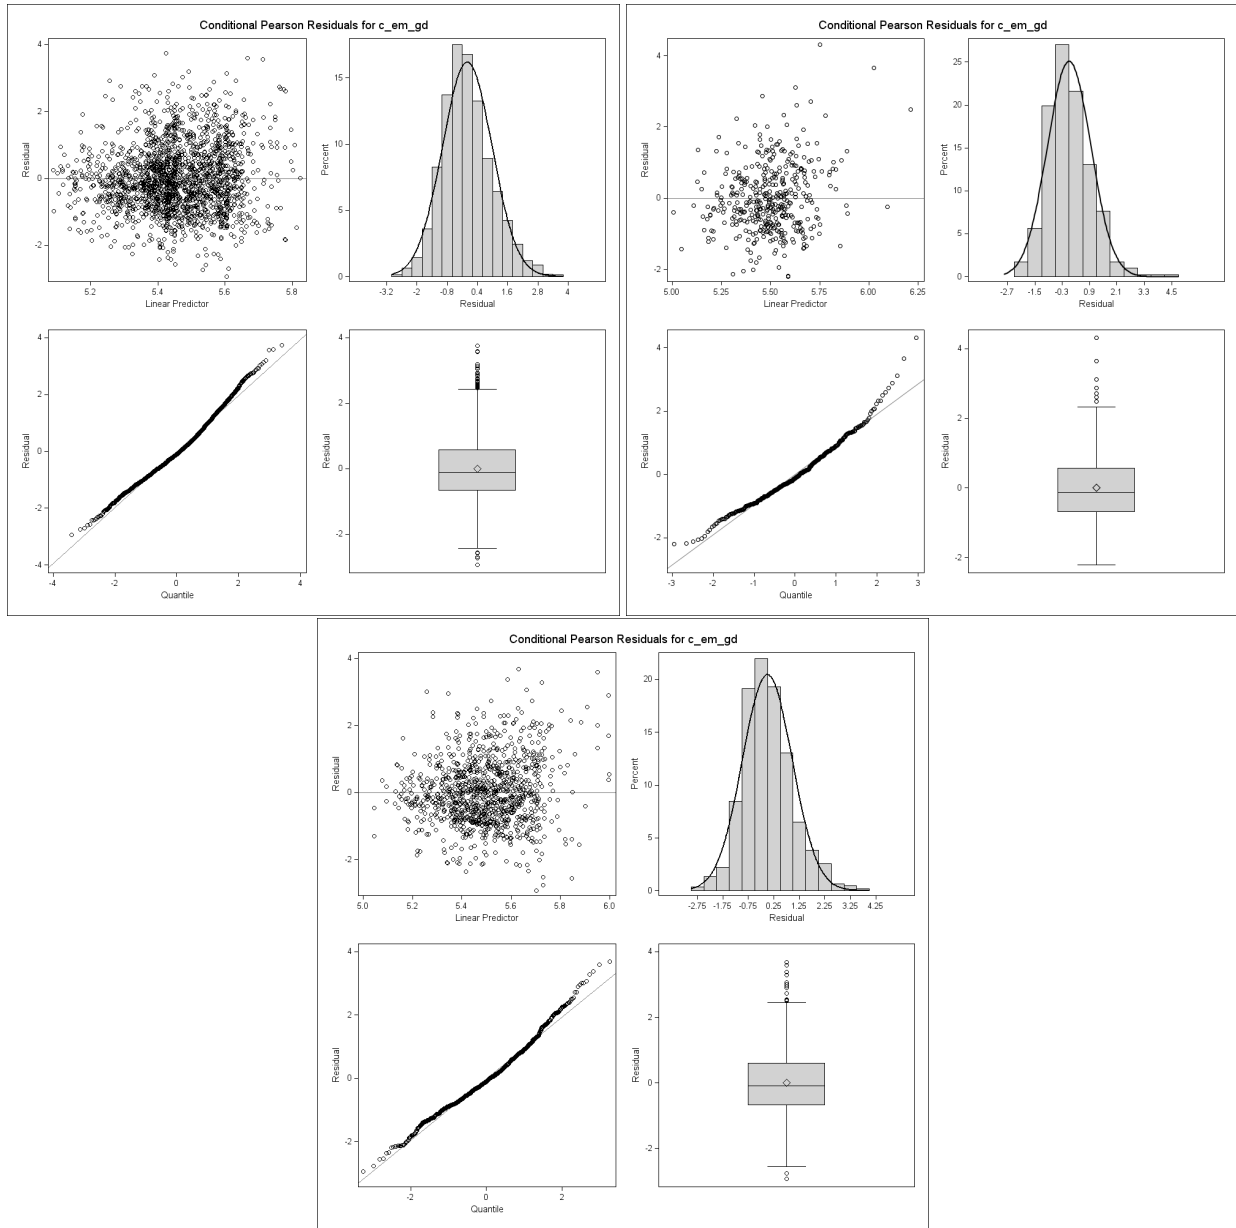 Conditional Pearson Residuals for c_em_gd
4
2
0
-2
Residual
5.2 5.4 5.6 5.8
Linear Predictor
15
10
5
0
Percent
-3.2 -2 -0.8 0.4 1.6 2.8 4
Residual
4
2
0
-2
-4
Residual
-4 -2 0 2 4
Quantile
4
2
0
-2
Residual
Conditional Pearson Residuals for c_em_gd
4
2
0
-2
Residual
5.00 5.25 5.50 5.75 6.00 6.25
Linear Predictor
25
20
15
10
5
0
Percent
-2.7 -1.5 -0.3 0.9 2.1 3.3 4.5
Residual
4
2
0
-2
Residual
-3 -2 -1 0 1 2 3
Quantile
4
2
0
-2
Residual
Conditional Pearson Residuals for c_em_gd
4
2
0
-2
Residual
5.0 5.2 5.4 5.6 5.8 6.0
Linear Predictor
20
15
10
5
0
Percent
-2.75 -1.75 -0.75 0.25 1.25 2.25 3.25 4.25
Residual
4
2
0
-2
Residual
-2 0 2
Quantile
4
2
0
-2
Residual